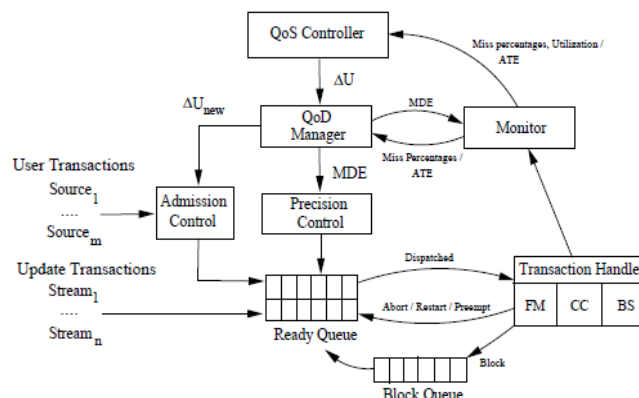 QoS Controller
Miss percentages, Utilization /
ATE
ΔU
ΔU_new
MDE
QoD
Manager
Monitor
Miss Percentages /
ATE
User Transactions
MDE
Source_1
....
Source_m
Admission
Control
Precision
Control
Update Transactions
Dispatched
Transaction Handle
Stream_1
....
Stream_n
Abort / Restart / Preempt
FM
CC
BS
Ready Queue
Block
Block Queue